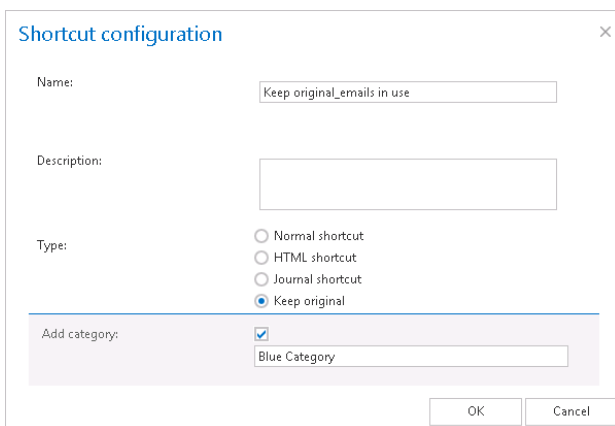 Shortcut configuration
Name:
Keep original_emails in use
Description:
Type:
Normal shortcut
HTML shortcut
Journal shortcut
Keep original
Add category:
Blue Category
OK
Cancel